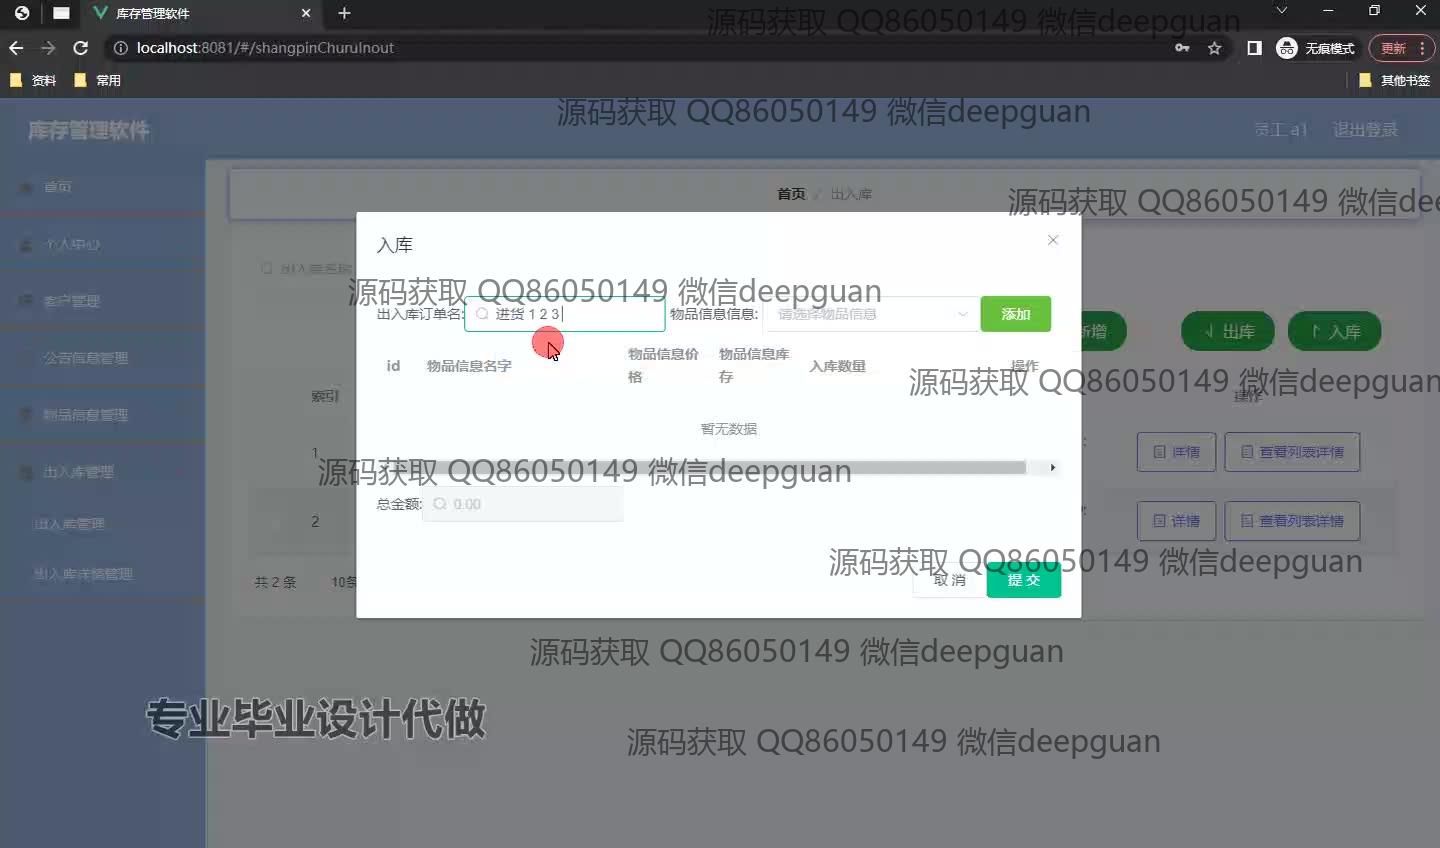 库存管理软件
localhost:8081/#/shangpinChuruInout
无痕模式
更新
资料
常用
其他书签
源码获取 QQ86050149 微信deepguan
源码获取 QQ86050149 微信deepguan
库存管理软件
员工 a1
退出登录
首页
个人中心
客户管理
公告信息管理
物品信息管理
出入库管理
出入库管理
出入库详情管理
首页 / 出入库
源码获取 QQ86050149 微信dee
出入库名称
新增
出库
入库
索引
操作
1
详情
查看列表详情
2
详情
查看列表详情
共 2 条
10条
入库
源码获取 QQ86050149 微信deepguan
出入库订单名:
进货 1 2 3
物品信息信息:
请选择物品信息
添加
id
物品信息名字
物品信息价格
物品信息库存
入库数量
操作
源码获取 QQ86050149 微信deepguan
暂无数据
源码获取 QQ86050149 微信deepguan
总金额:
0.00
源码获取 QQ86050149 微信deepguan
取 消
提 交
源码获取 QQ86050149 微信deepguan
专业毕业设计代做
源码获取 QQ86050149 微信deepguan